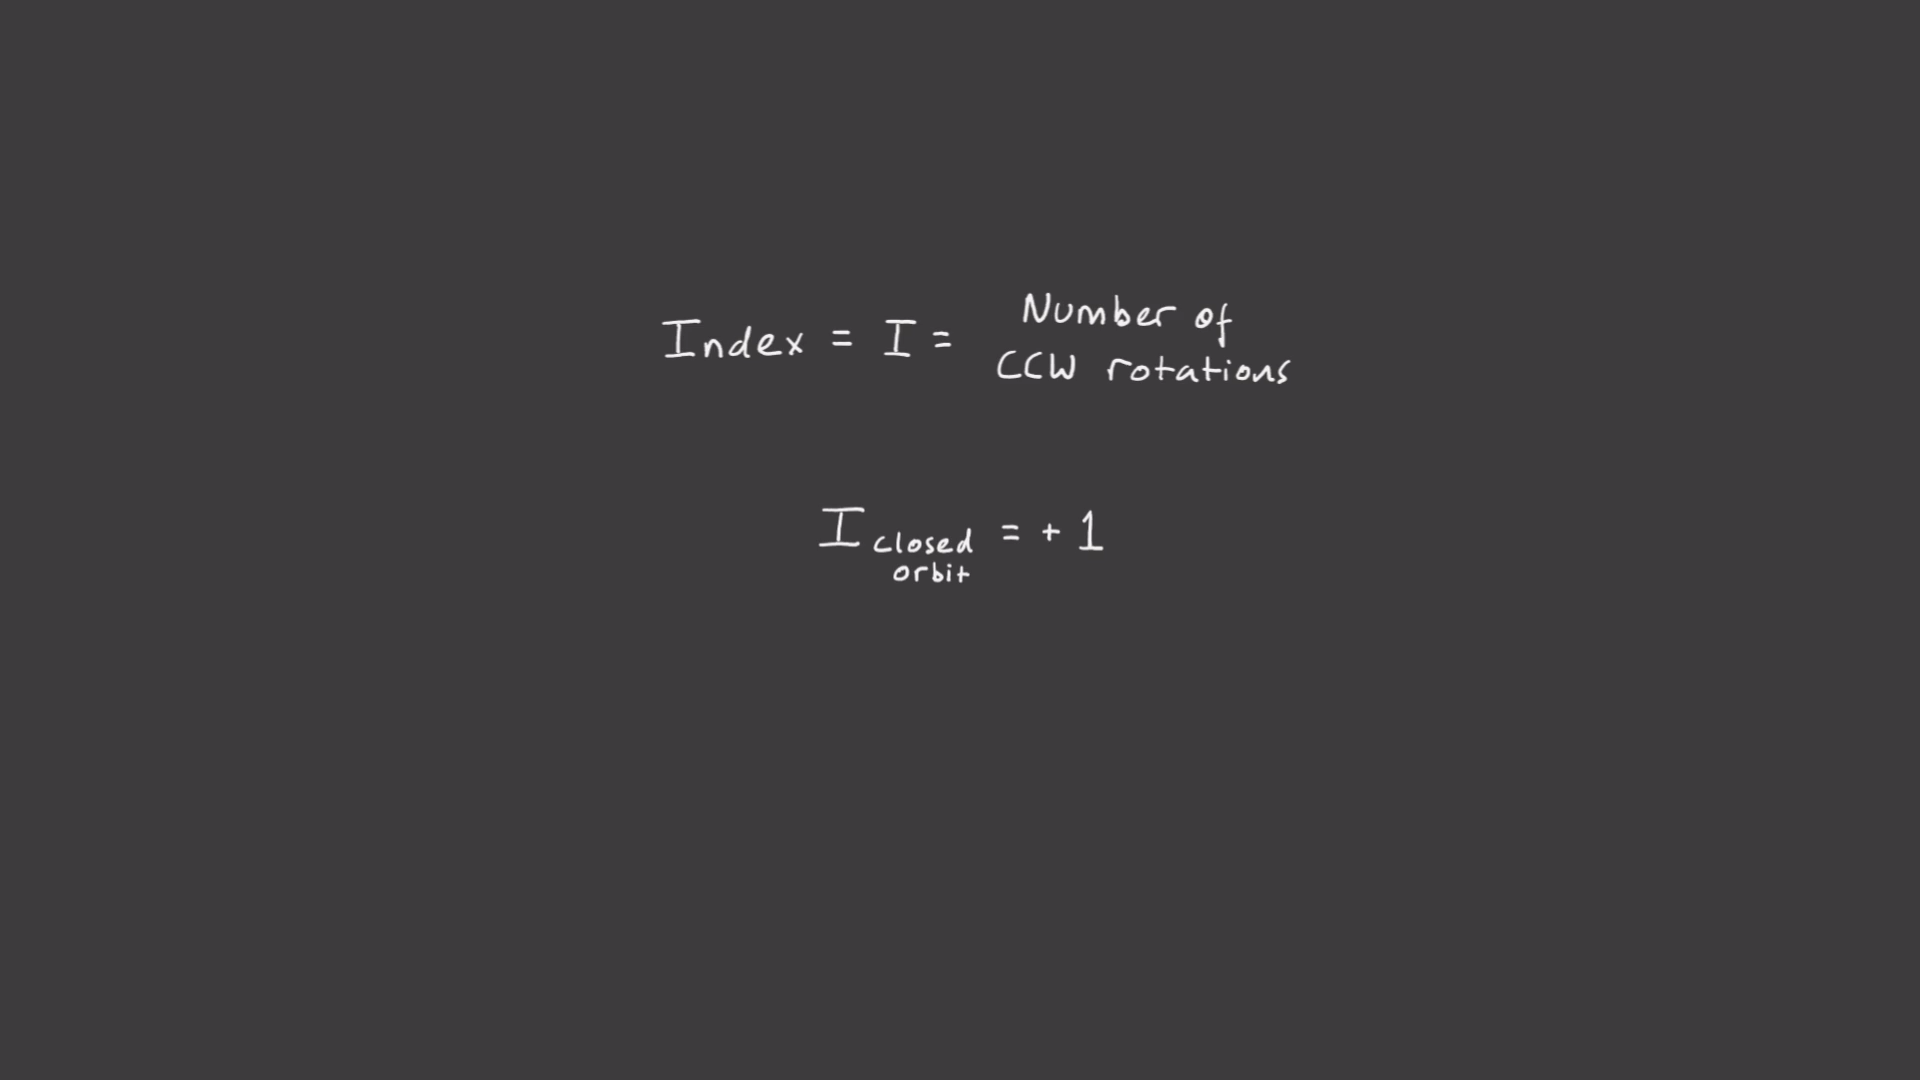 Index = I = Number of
CCW rotations
I closed = + 1
orbit